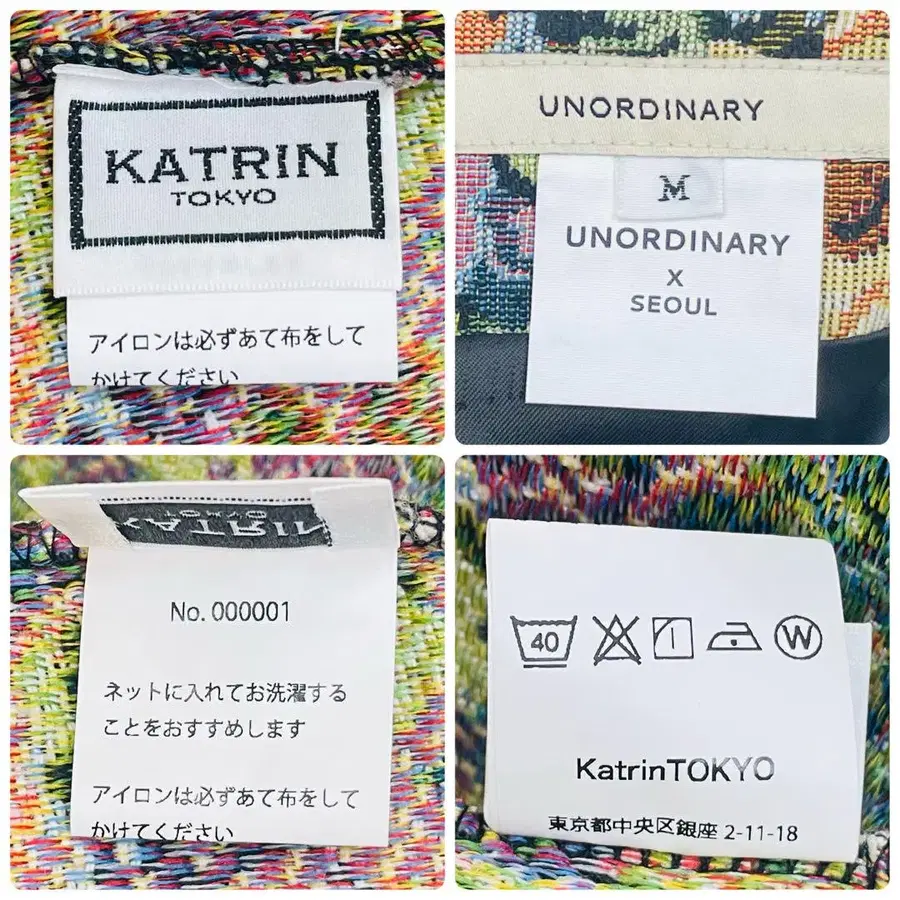 KATRIN
TOKYO
アイロンは必ずあて布をして
かけてください
UNORDINARY
M
UNORDINARY
X
SEOUL
KATRIN
TOKYO
No. 000001
ネットに入れてお洗濯する
ことをおすすめします
アイロンは必ずあて布をして
かけてください
40
W
KatrinTOKYO
東京都中央区銀座 2-11-18